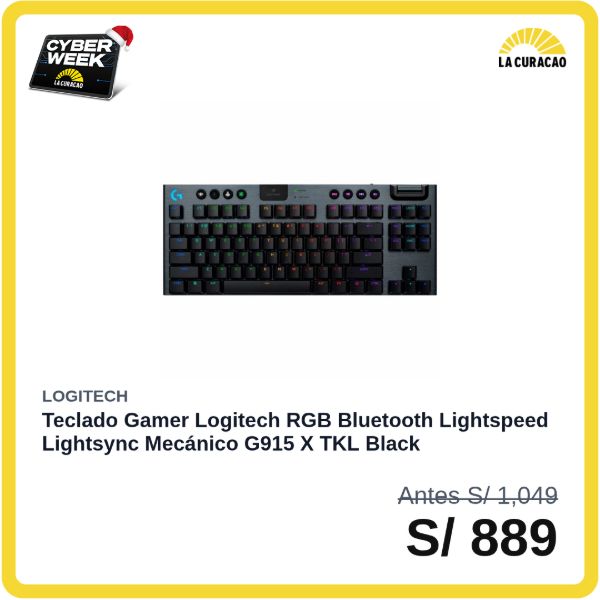 CYBER
WEEK
LA CURACAO
LA CURACAO
LOGITECH
Teclado Gamer Logitech RGB Bluetooth Lightspeed
Lightsync Mecánico G915 X TKL Black
Antes S/ 1,049
S/ 889